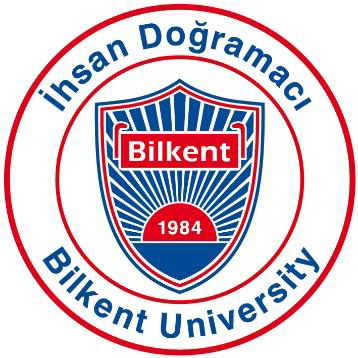 İhsan Doğramacı
Bilkent
1984
Bilkent University